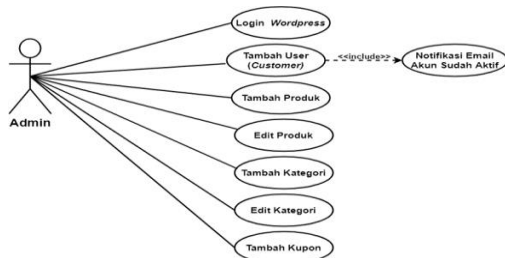 Login Wordpress
Tambah User
(Customer)
<<include>>
Notifikasi Email
Akun Sudah Aktif
Tambah Produk
Admin
Edit Produk
Tambah Kategori
Edit Kategori
Tambah Kupon